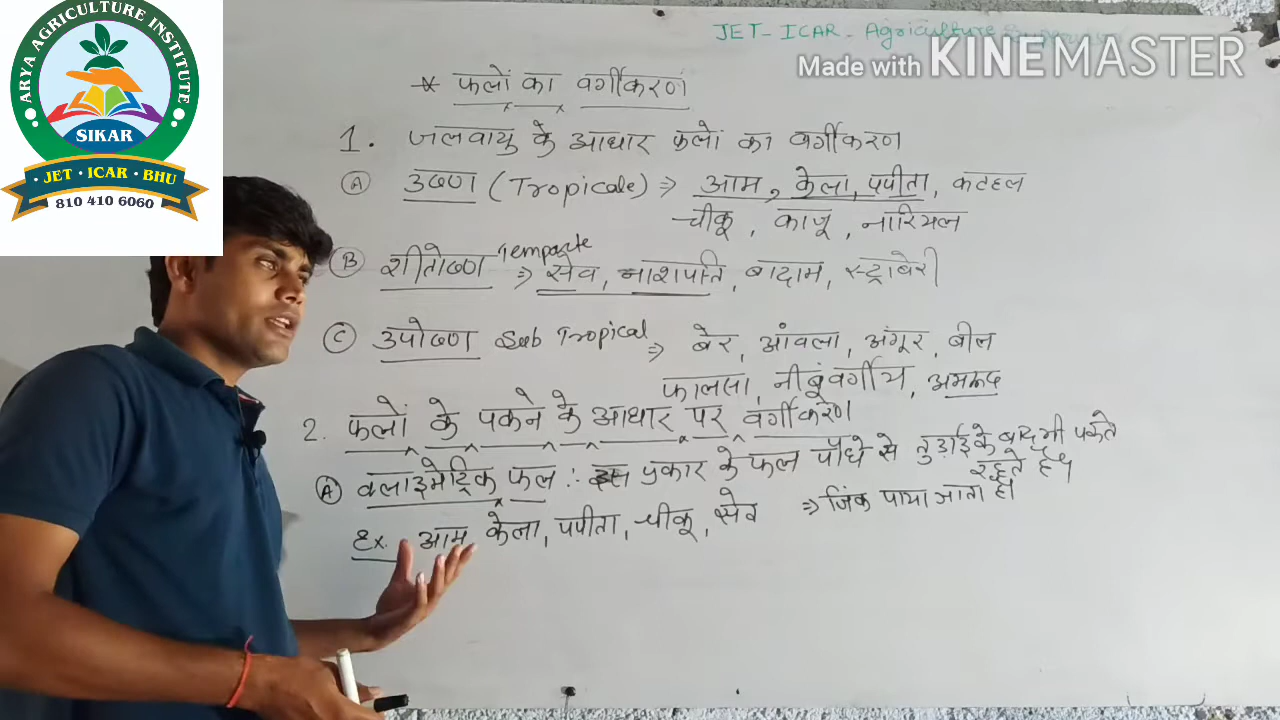 ARYA AGRICULTURE INSTITUTE
SIKAR
· JET · ICAR · BHU ·
810 410 6060
JET- ICAR - Agriculture
Made with KINEMASTER
* फलों का वर्गीकरण
1. जलवायु के आधार फलो का वर्गीकरण
A उष्ण (Tropicale) ⇒ आम, केला, पपीता, कटहल
चीकू, काजू, नारियल
B शीतोष्ण Temparte ⇒ सेव, नाशपति, बादाम, स्ट्राबेरी
C उपोष्ण Sub Tropical ⇒ बेर, आंवला, अंगूर, बील
फालसा, नीबूवर्गीय, अमरूद
2. फलों के पकने के आधार पर वर्गीकरण
A क्लाइमेट्रिक फल :- इस प्रकार के फल पौधे से तुड़ाई के बाद भी पकते
रहते है।
Ex. आम, केला, पपीता, चीकू, सेव ⇒ जिंक पाया जाता है।